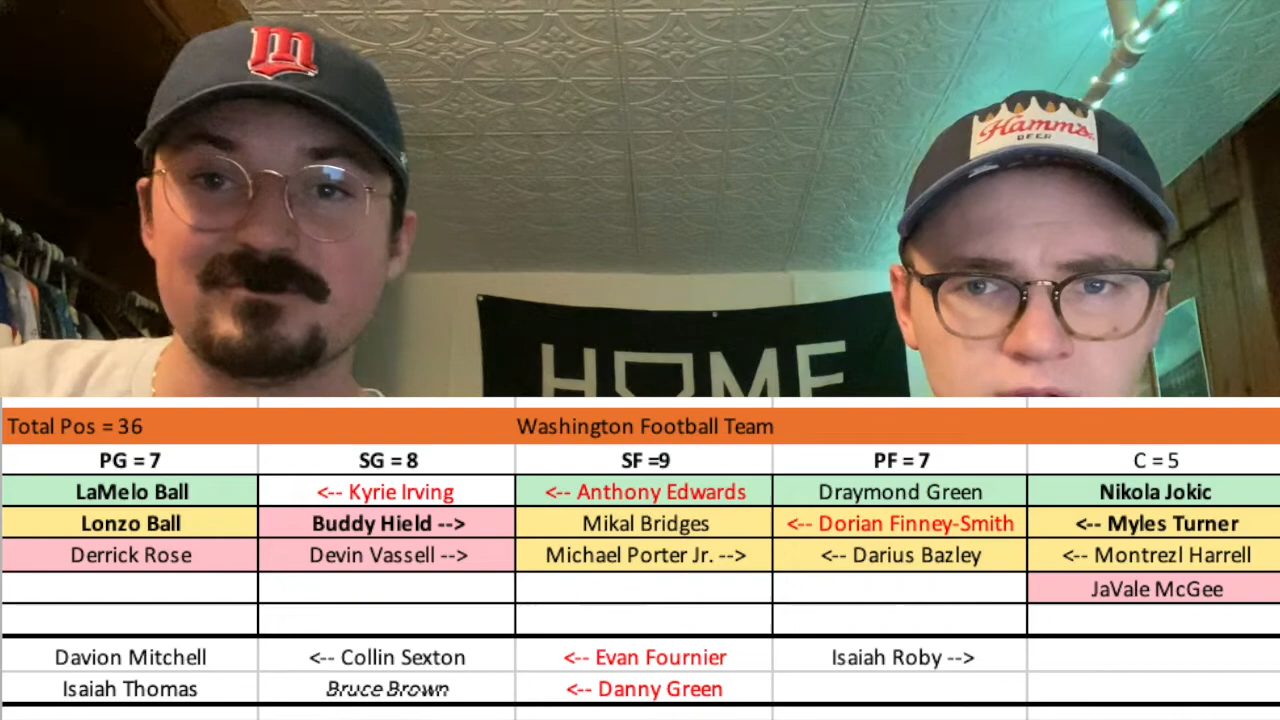 m
Hamm's
BEER
HOME
Total Pos = 36 Washington Football Team
PG = 7 SG = 8 SF =9 PF = 7 C = 5
LaMelo Ball <-- Kyrie Irving <-- Anthony Edwards Draymond Green Nikola Jokic
Lonzo Ball Buddy Hield --> Mikal Bridges <-- Dorian Finney-Smith <-- Myles Turner
Derrick Rose Devin Vassell --> Michael Porter Jr. --> <-- Darius Bazley <-- Montrezl Harrell
JaVale McGee
Davion Mitchell <-- Collin Sexton <-- Evan Fournier Isaiah Roby -->
Isaiah Thomas Bruce Brown <-- Danny Green